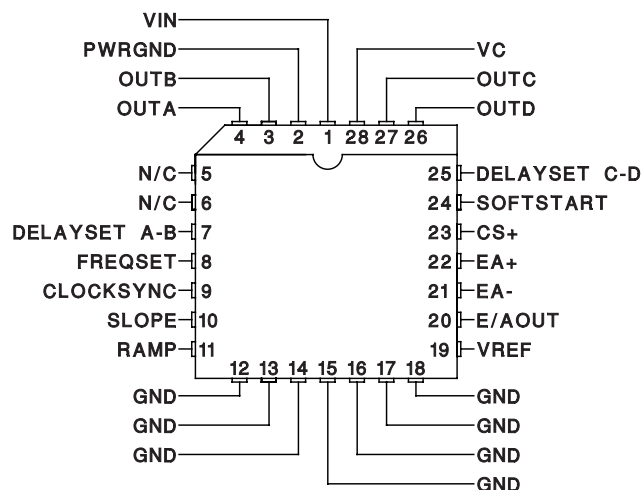 VIN
PWRGND VC
OUTB OUTC
OUTA OUTD
4 3 2 1 28 27 26
N/C 5 25 DELAYSET C-D
N/C 6 24 SOFTSTART
DELAYSET A-B 7 23 CS+
FREQSET 8 22 EA+
CLOCKSYNC 9 21 EA-
SLOPE 10 20 E/AOUT
RAMP 11 19 VREF
12 13 14 15 16 17 18
GND GND
GND GND
GND GND
GND